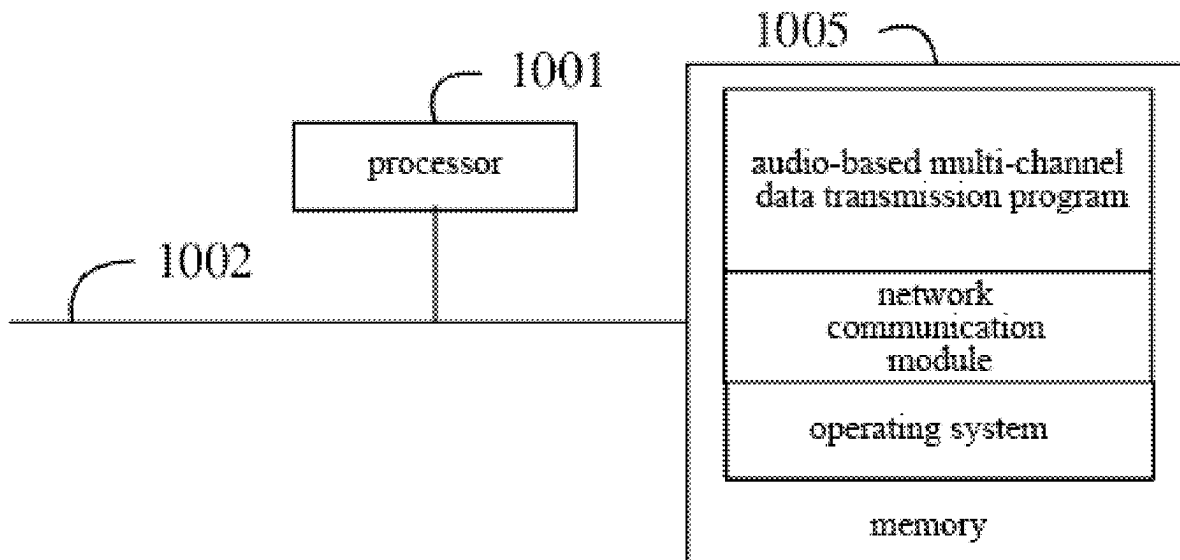 1005
1001
processor
audio-based multi-channel
data transmission program
1002
network
communication
module
operating system
memory